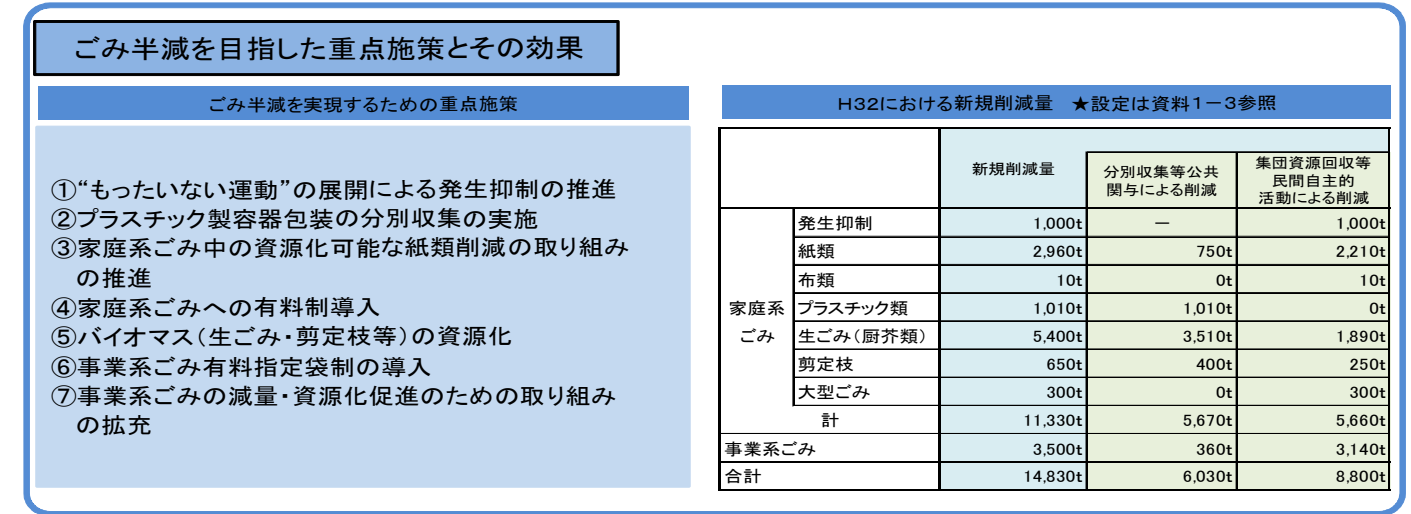 ごみ半減を目指した重点施策とその効果
ごみ半減を実現するための重点施策
①“もったいない運動”の展開による発生抑制の推進
②プラスチック製容器包装の分別収集の実施
③家庭系ごみ中の資源化可能な紙類削減の取り組み
の推進
④家庭系ごみへの有料制導入
⑤バイオマス(生ごみ・剪定枝等)の資源化
⑥事業系ごみ有料指定袋制の導入
⑦事業系ごみの減量・資源化促進のための取り組み
の拡充
H32における新規削減量 ★設定は資料1-3参照
新規削減量 分別収集等公共 集団資源回収等
関与による削減 民間自主的
活動による削減
発生抑制 1,000t - 1,000t
紙類 2,960t 750t 2,210t
布類 10t 0t 10t
家庭系 プラスチック類 1,010t 1,010t 0t
ごみ 生ごみ(厨芥類) 5,400t 3,510t 1,890t
剪定枝 650t 400t 250t
大型ごみ 300t 0t 300t
計 11,330t 5,670t 5,660t
事業系ごみ 3,500t 360t 3,140t
合計 14,830t 6,030t 8,800t